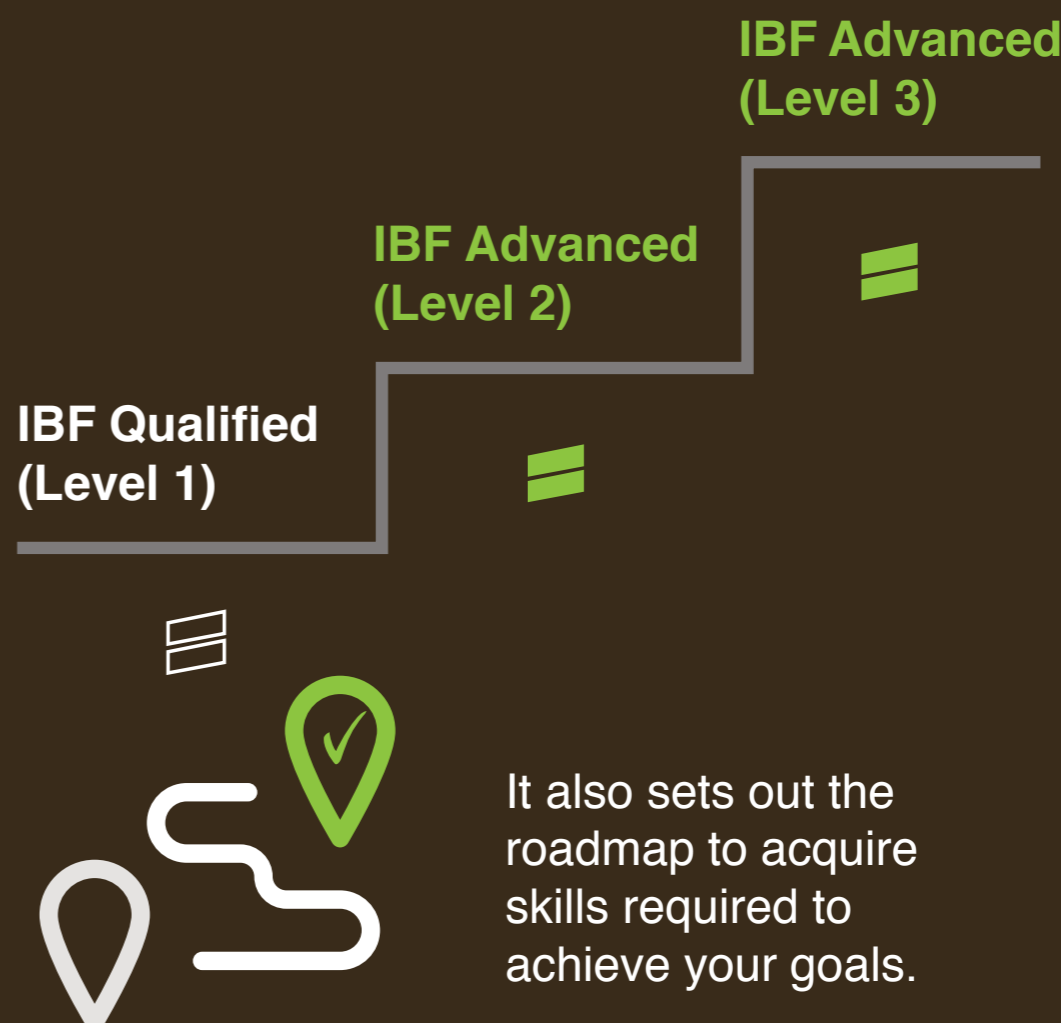 IBF Advanced
(Level 3)
IBF Advanced
(Level 2)
IBF Qualified
(Level 1)
It also sets out the
roadmap to acquire
skills required to
achieve your goals.